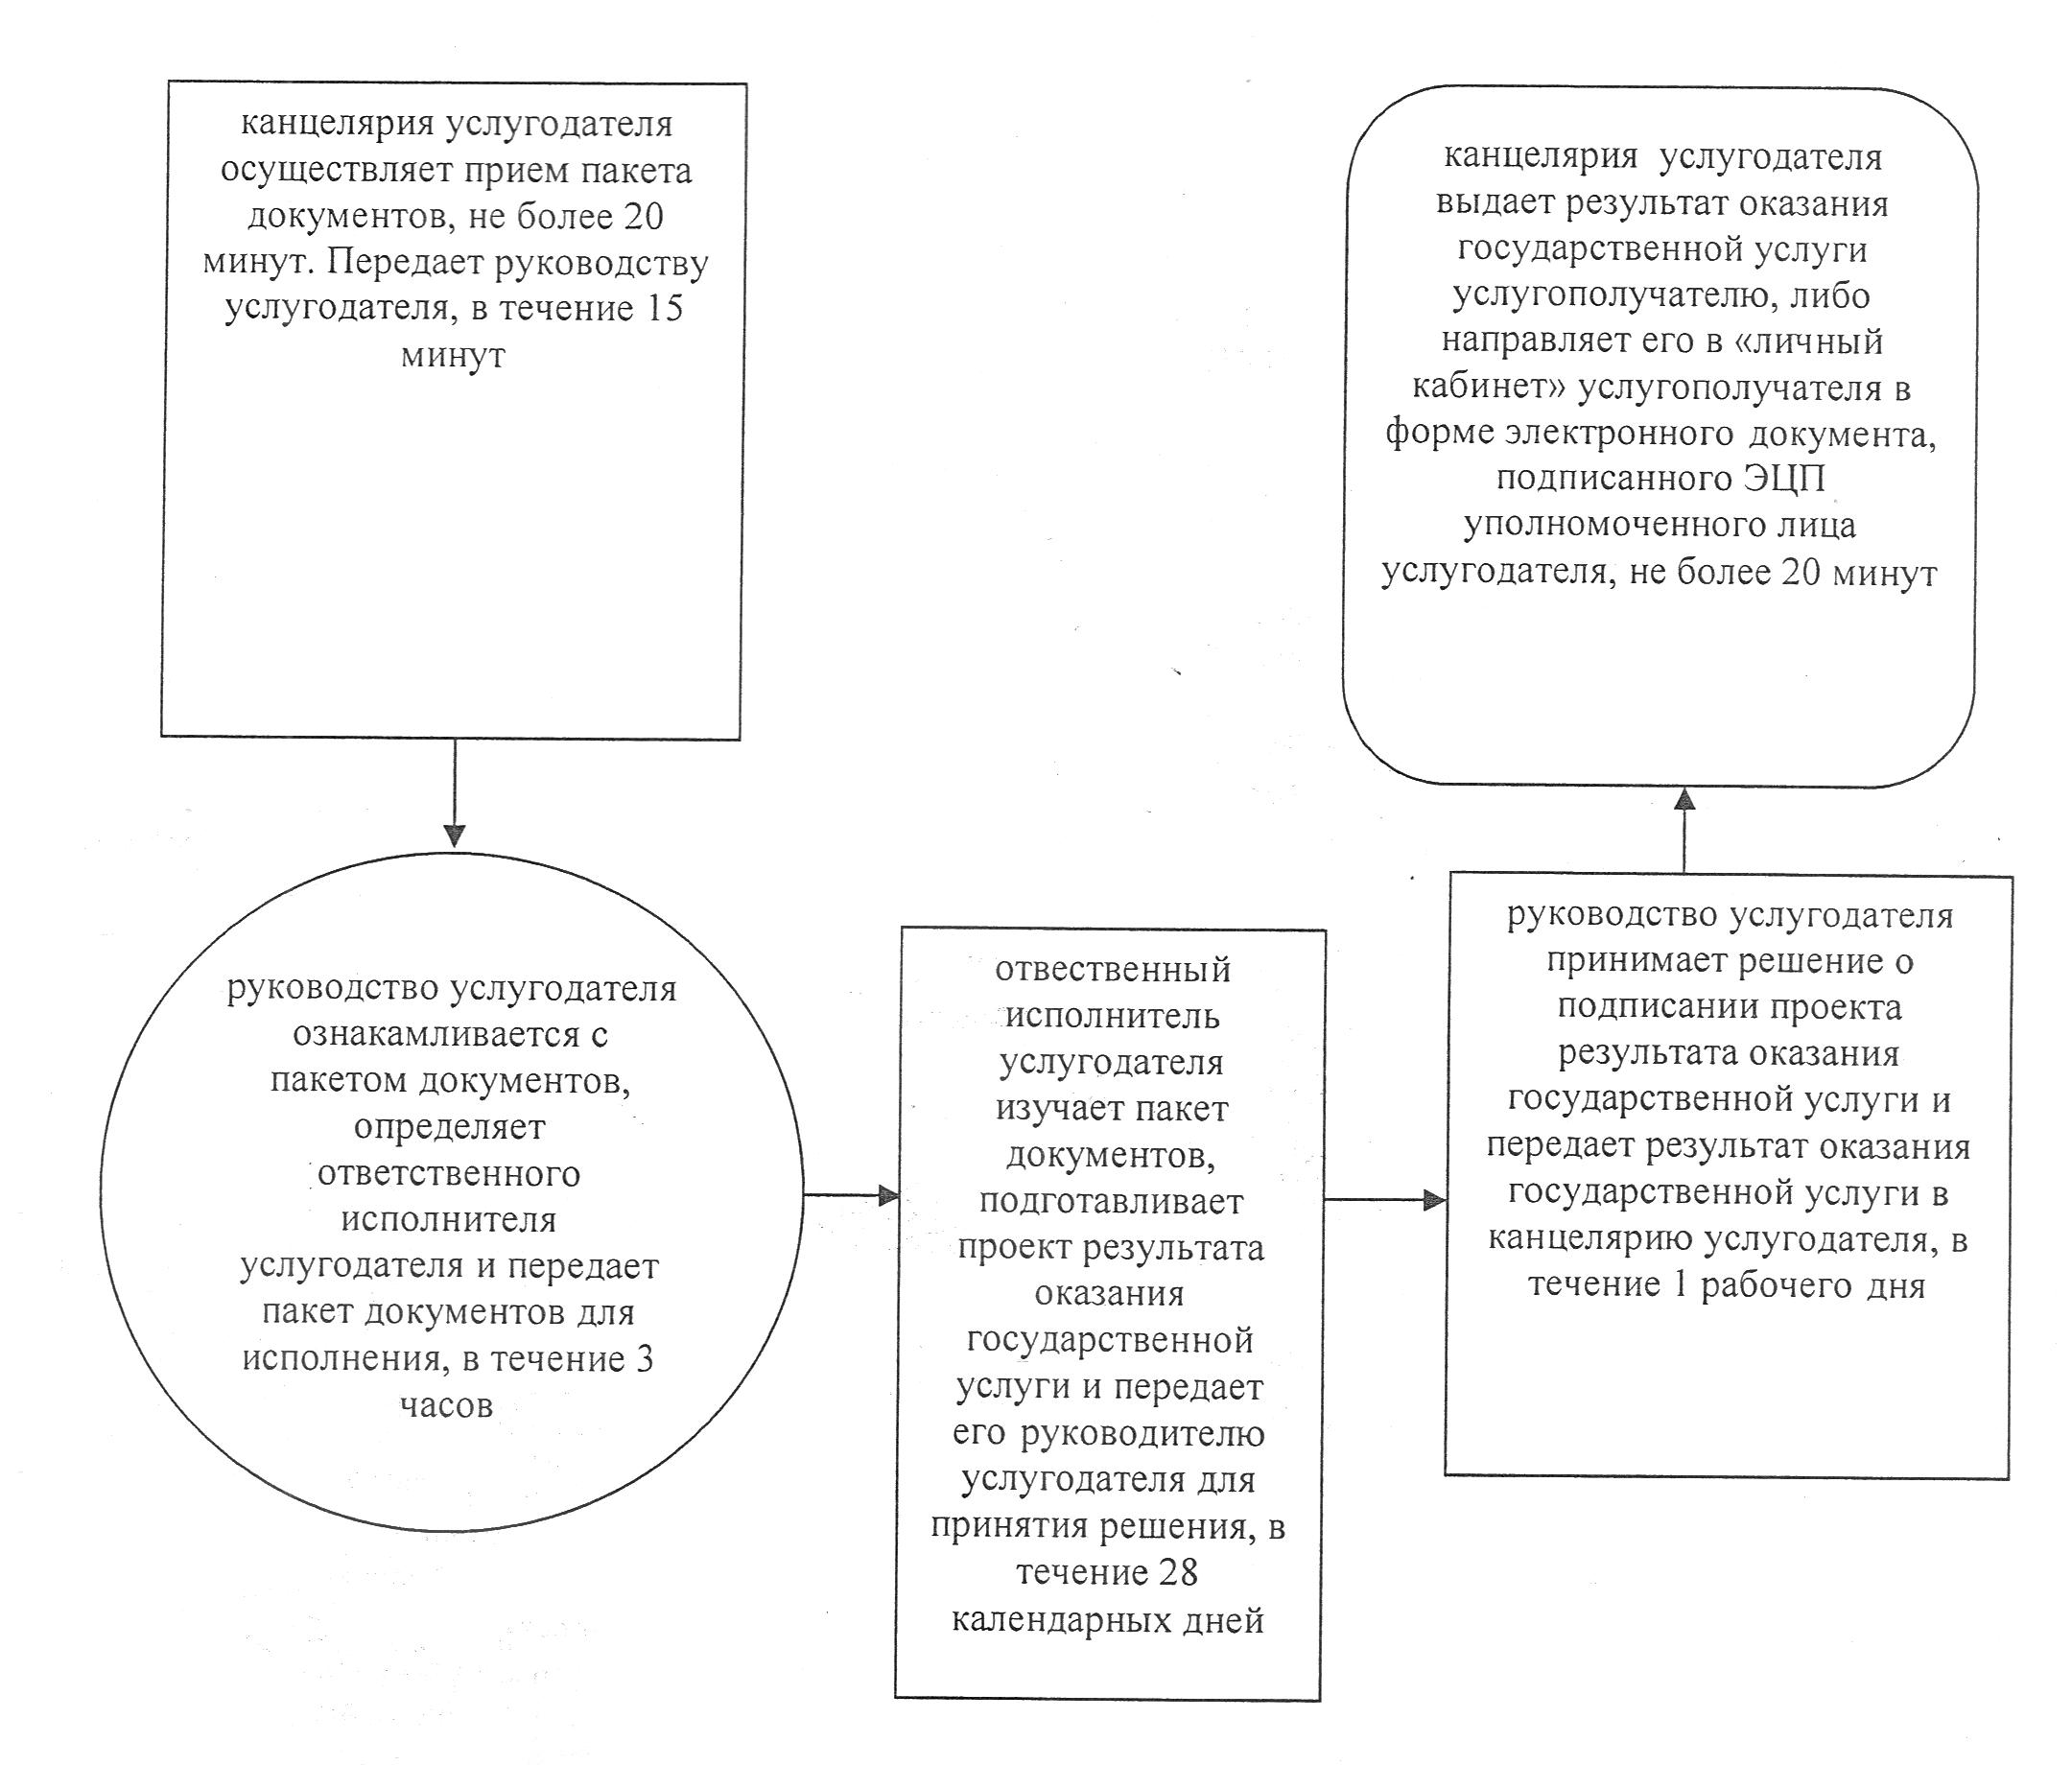 канцелярия услугодателя
осуществляет прием пакета
документов, не более 20
минут. Передает руководству
услугодателя, в течение 15
минут
руководство услугодателя
ознакамливается с
пакетом документов,
определяет
ответственного
исполнителя
услугодателя и передает
пакет документов для
исполнения, в течение 3
часов
отвественный
исполнитель
услугодателя
изучает пакет
документов,
подготавливает
проект результата
оказания
государственной
услуги и передает
его руководителю
услугодателя для
принятия решения, в
течение 28
календарных дней
руководство услугодателя
принимает решение о
подписании проекта
результата оказания
государственной услуги и
передает результат оказания
государственной услуги в
канцелярию услугодателя, в
течение 1 рабочего дня
канцелярия услугодателя
выдает результат оказания
государственной услуги
услугополучателю, либо
направляет его в «личный
кабинет» услугополучателя в
форме электронного документа,
подписанного ЭЦП
уполномоченного лица
услугодателя, не более 20 минут